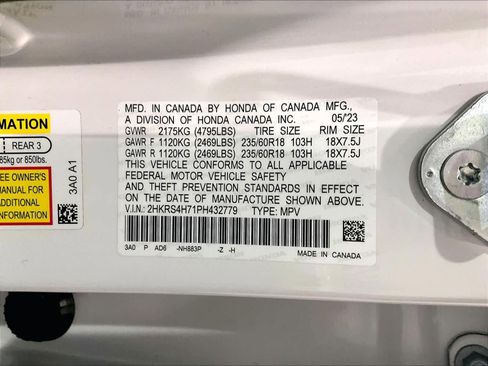 MFD. IN CANADA BY HONDA OF CANADA MFG.,
A DIVISION OF HONDA CANADA INC. 05/'23
GVWR 2175KG (4795LBS) TIRE SIZE RIM SIZE
GAWR F 1120KG (2469LBS) 235/60R18 103H 18X7.5J
GAWR R 1120KG (2469LBS) 235/60R18 103H 18X7.5J
THIS VEHICLE CONFORMS TO ALL APPLICABLE
FEDERAL MOTOR VEHICLE SAFETY
AND THEFT PREVENTION STANDARDS IN EFFECT
ON THE DATE OF MANUFACTURE SHOWN ABOVE.
V.I.N.: 2HKRS4H71PH432779 TYPE: MPV
3A0 P AD6 -NH883P -Z -H
MADE IN CANADA
MATION
REAR 3
85kg or 850lbs.
EE OWNER'S
MANUAL FOR
ADDITIONAL
FORMATION
3A0 A1